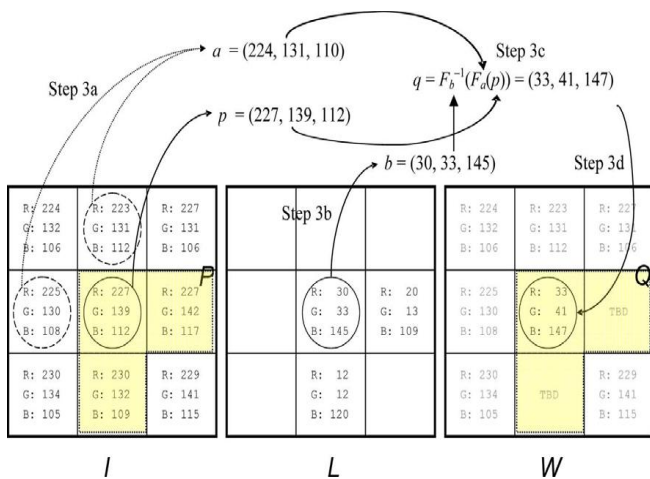 a = (224, 131, 110)
Step 3c
Step 3a
q = F_b^{-1}(F_a(p)) = (33, 41, 147)
p = (227, 139, 112)
b = (30, 33, 145)
Step 3d
Step 3b
R: 224
G: 132
B: 106
R: 223
G: 131
B: 112
R: 227
G: 131
B: 106
P
R: 225
G: 130
B: 108
R: 227
G: 139
B: 112
R: 227
G: 142
B: 117
R: 230
G: 134
B: 105
R: 230
G: 132
B: 109
R: 229
G: 141
B: 115
I
R: 30
G: 33
B: 145
R: 20
G: 13
B: 109
R: 12
G: 12
B: 120
L
R: 224
G: 132
B: 106
R: 223
G: 131
B: 112
R: 227
G: 131
B: 106
Q
R: 225
G: 130
B: 108
R: 33
G: 41
B: 147
TBD
R: 230
G: 134
B: 105
TBD
R: 229
G: 141
B: 115
W